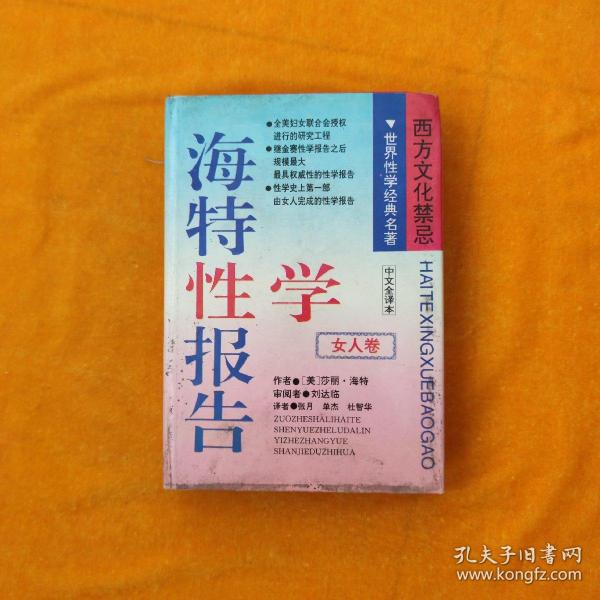 西方文化禁忌
▼世界性学经典名著
中文全译本
HAITEXINGXUEBAOGAO
●全美妇女联合会授权
进行的研究工程
●继金赛性学报告之后
规模最大
最具权威性的性学报告
●性学史上第一部
由女人完成的性学报告
海特性学报告
女人卷
作者●[美]莎丽·海特
审阅者●刘达临
译者●张月 单杰 杜智华
ZUOZHESHALIHAITE
SHENYUEZHELUDALIN
YIZHEZHANGYUE
SHANJIEDUZHIHUA
孔夫子旧书网
www.kongfz.com